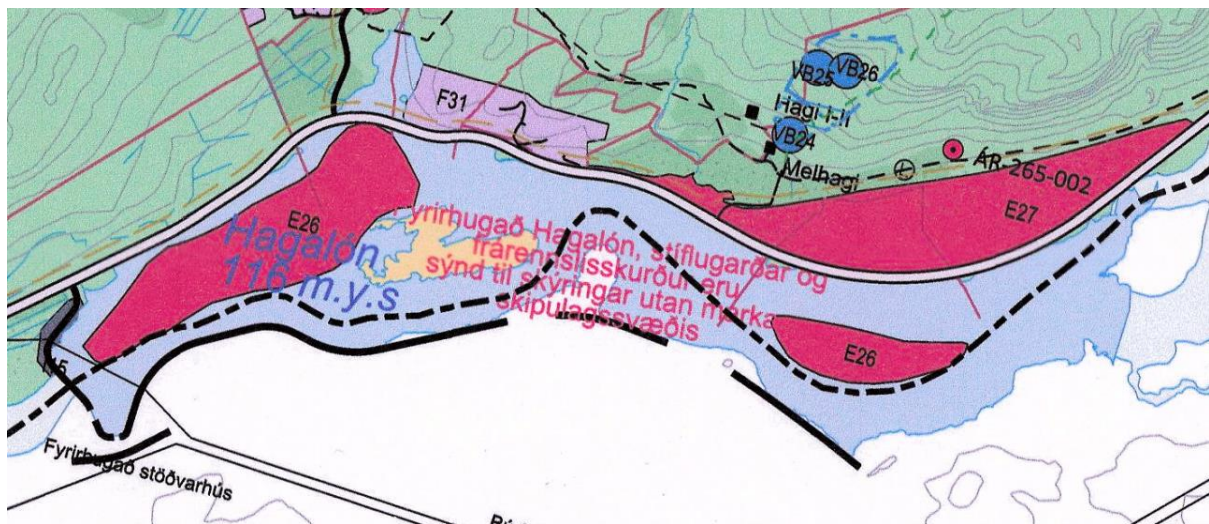 VB25
VB26
F31
Hagi I-II
VB24
Melhagi
ÁR-265-002
E27
E26
Hagalón
116 m.y.s
Fyrirhugað Hagalón, stíflugarðar og
frárennslisskurður eru
sýnd til skýringar utan marka
skipulagssvæðis
E26
Fyrirhugað stöðvarhús